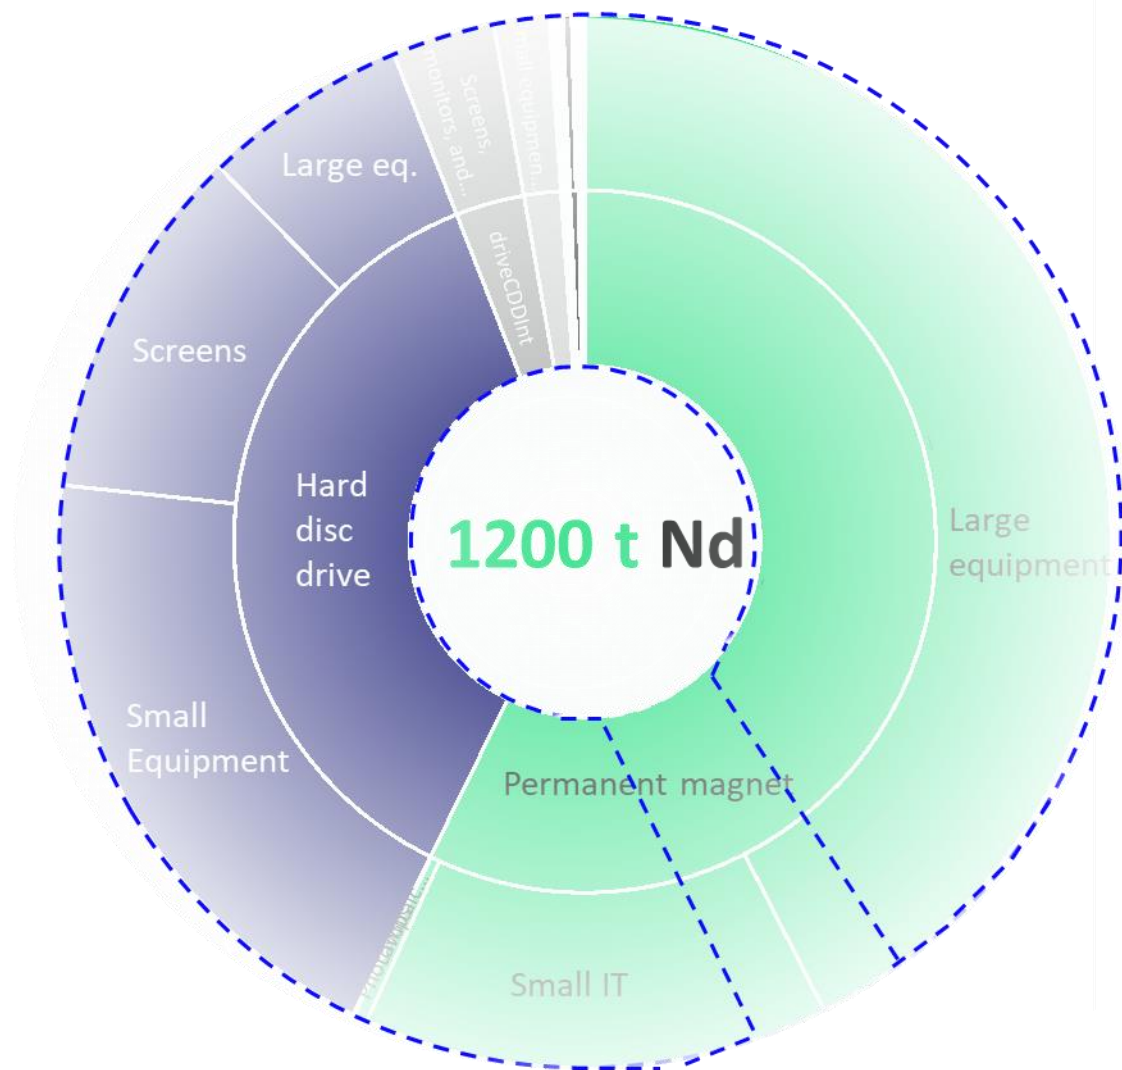 Large eq.
Screens,
monitors, and...
equipmen...
Screens
driveCDDInt
Hard
disc
drive
1200 t Nd
Large
equipment
Small
Equipment
Permanent magnet
Small IT